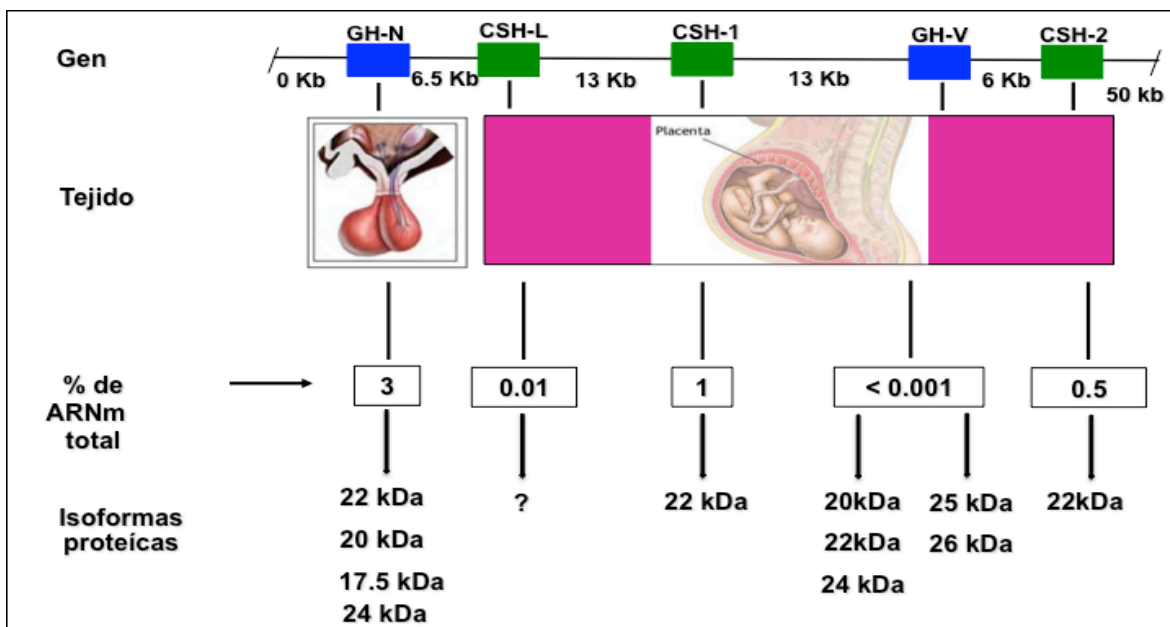 GH-N CSH-L CSH-1 GH-V CSH-2
Gen
0 Kb 6.5 Kb 13 Kb 13 Kb 6 Kb 50 kb
Placenta
Tejido
% de
ARNm
total
3 0.01 1 < 0.001 0.5
Isoformas
proteícas
22 kDa ? 22 kDa 20kDa 25 kDa 22kDa
20 kDa 22kDa 26 kDa
17.5 kDa 24 kDa
24 kDa